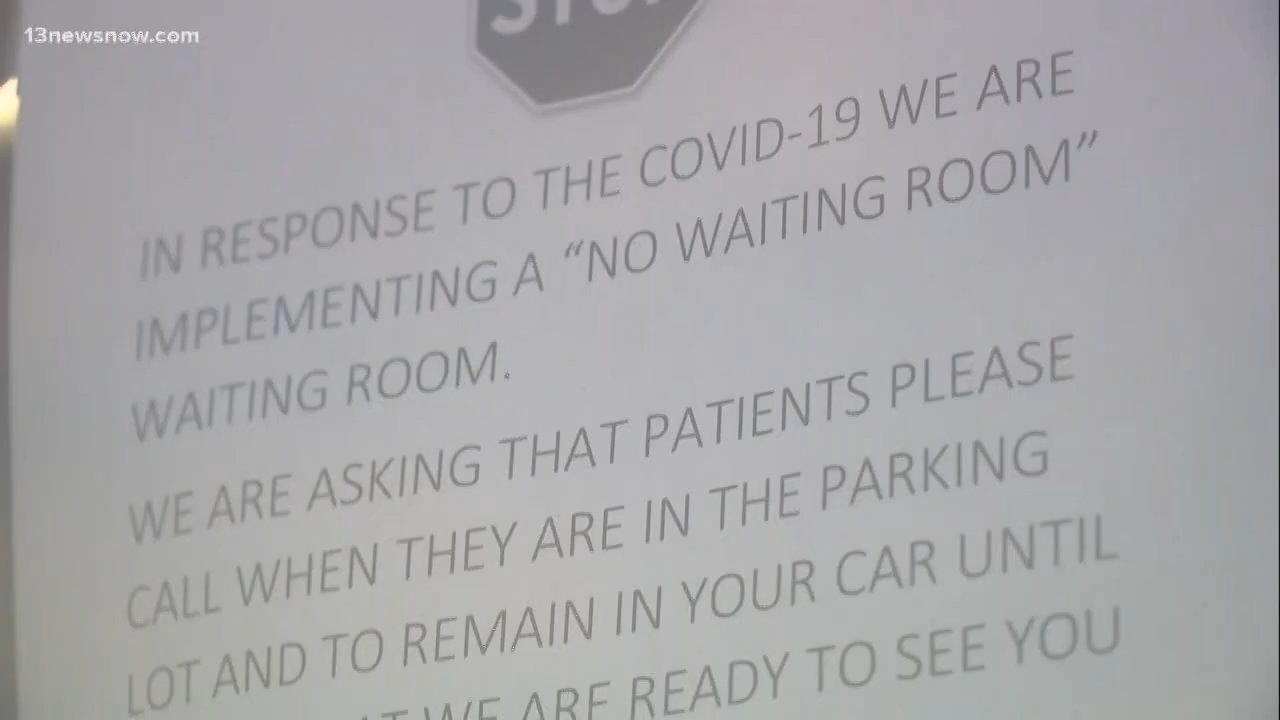 13newsnow.com
IN RESPONSE TO THE COVID-19 WE ARE
IMPLEMENTING A “NO WAITING ROOM”
WAITING ROOM.
WE ARE ASKING THAT PATIENTS PLEASE
CALL WHEN THEY ARE IN THE PARKING
LOT AND TO REMAIN IN YOUR CAR UNTIL
WE ARE READY TO SEE YOU